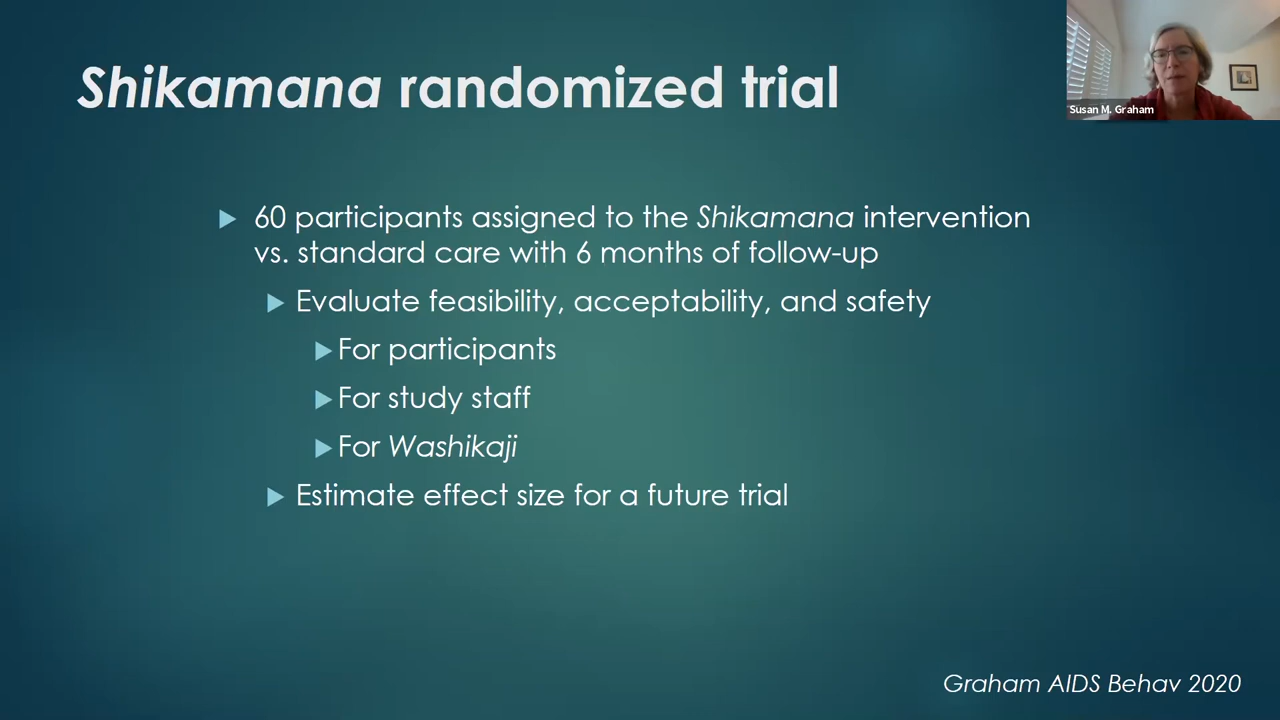 Shikamana randomized trial
Susan M. Graham
60 participants assigned to the Shikamana intervention
vs. standard care with 6 months of follow-up
Evaluate feasibility, acceptability, and safety
For participants
For study staff
For Washikaji
Estimate effect size for a future trial
Graham AIDS Behav 2020